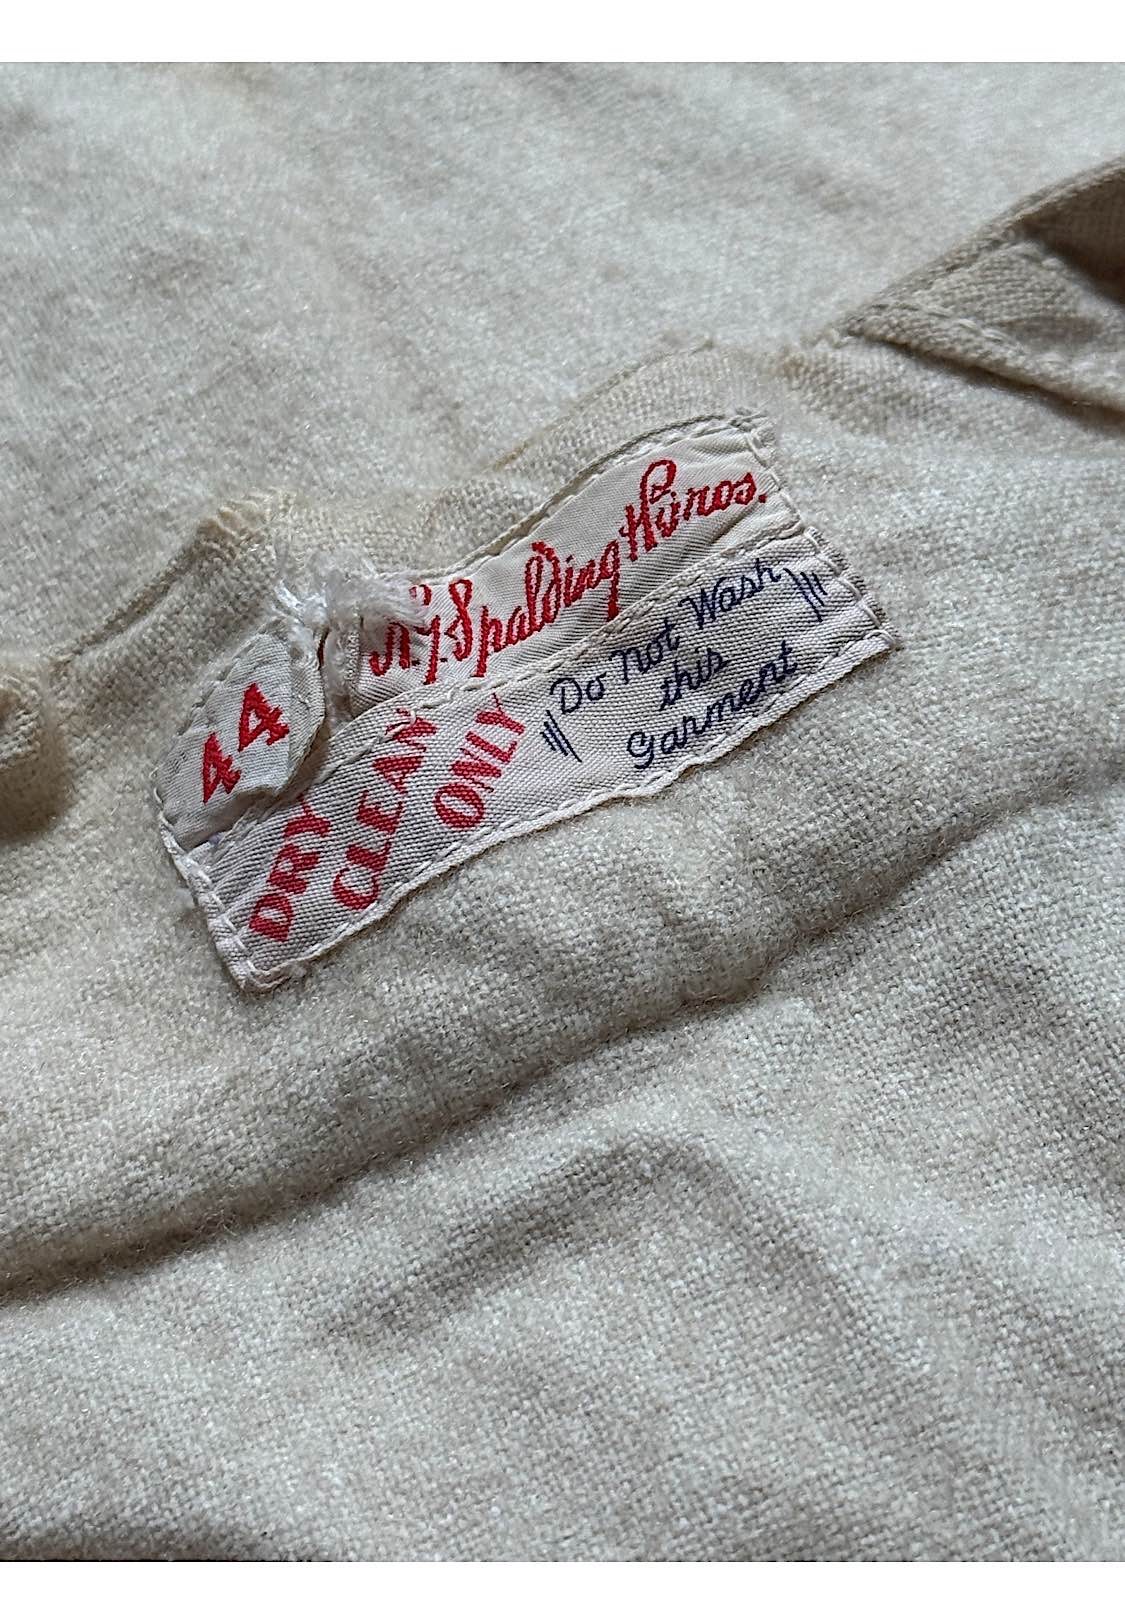 A.G. Spalding & Bros.
44
DRY
CLEAN
ONLY
"Do not Wash
this
Garment"